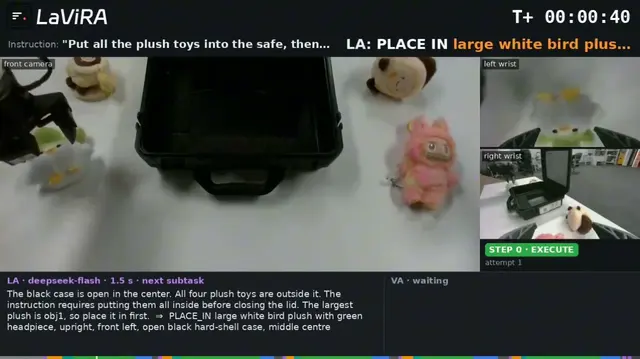 LaViRA
T+ 00:00:40
Instruction: "Put all the plush toys into the safe, then...
LA: PLACE IN large white bird plus...
front camera
left wrist
right wrist
STEP 0 · EXECUTE
attempt 1
LA · deepseek-flash · 1.5 s · next subtask
The black case is open in the center. All four plush toys are outside it. The
instruction requires putting them all inside before closing the lid. The largest
plush is obj1, so place it in first. ⇒ PLACE_IN large white bird plush with green
headpiece, upright, front left, open black hard-shell case, middle centre
VA · waiting